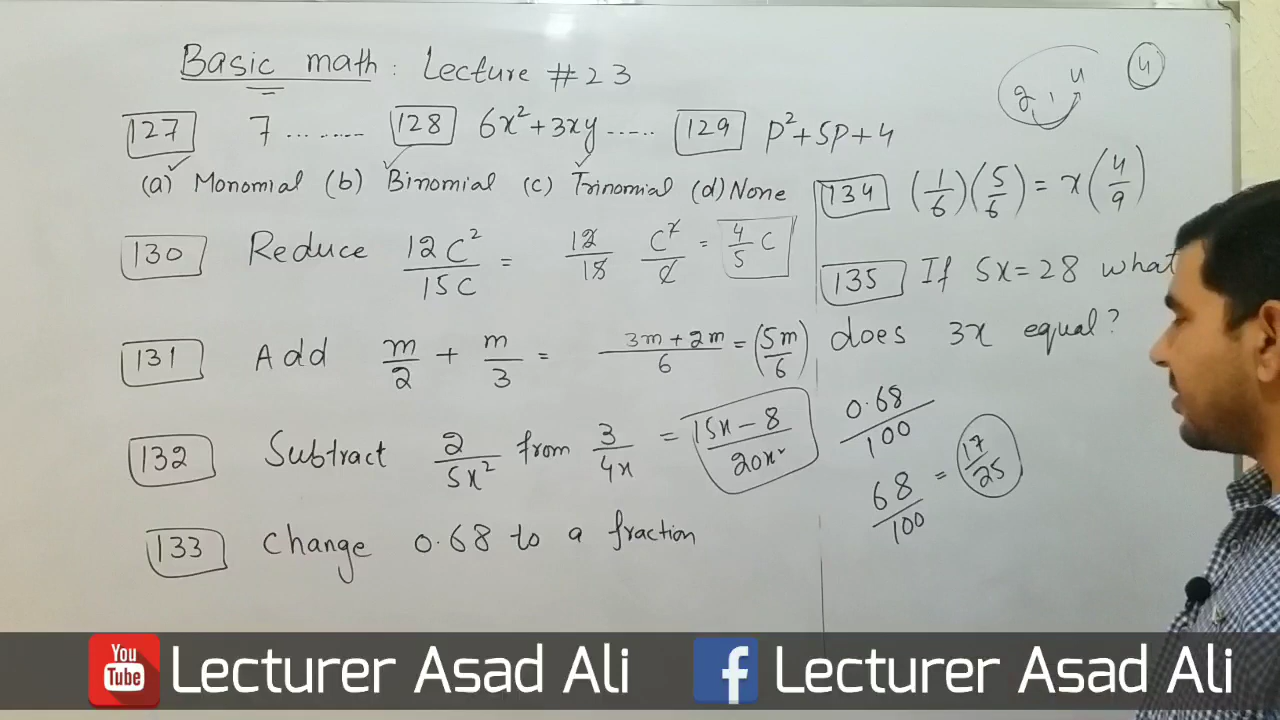 Basic math: Lecture #23
127 7 ........ 128 6x²+3xy ..... 129 p²+5p+4
(a) Monomial (b) Binomial (c) Trinomial (d) None
130 Reduce 12c²/15c = 12/15 c²/c = 4/5 c
131 Add m/2 + m/3 = 3m+2m/6 = (5m/6)
132 Subtract 2/5x² from 3/4x = 15x-8/20x²
133 Change 0.68 to a fraction
4
134 (1/6)(5/6) = x(4/9)
135 If 5x=28 what
does 3x equal?
0.68/100
68/100 = 17/25
You Tube Lecturer Asad Ali f Lecturer Asad Ali